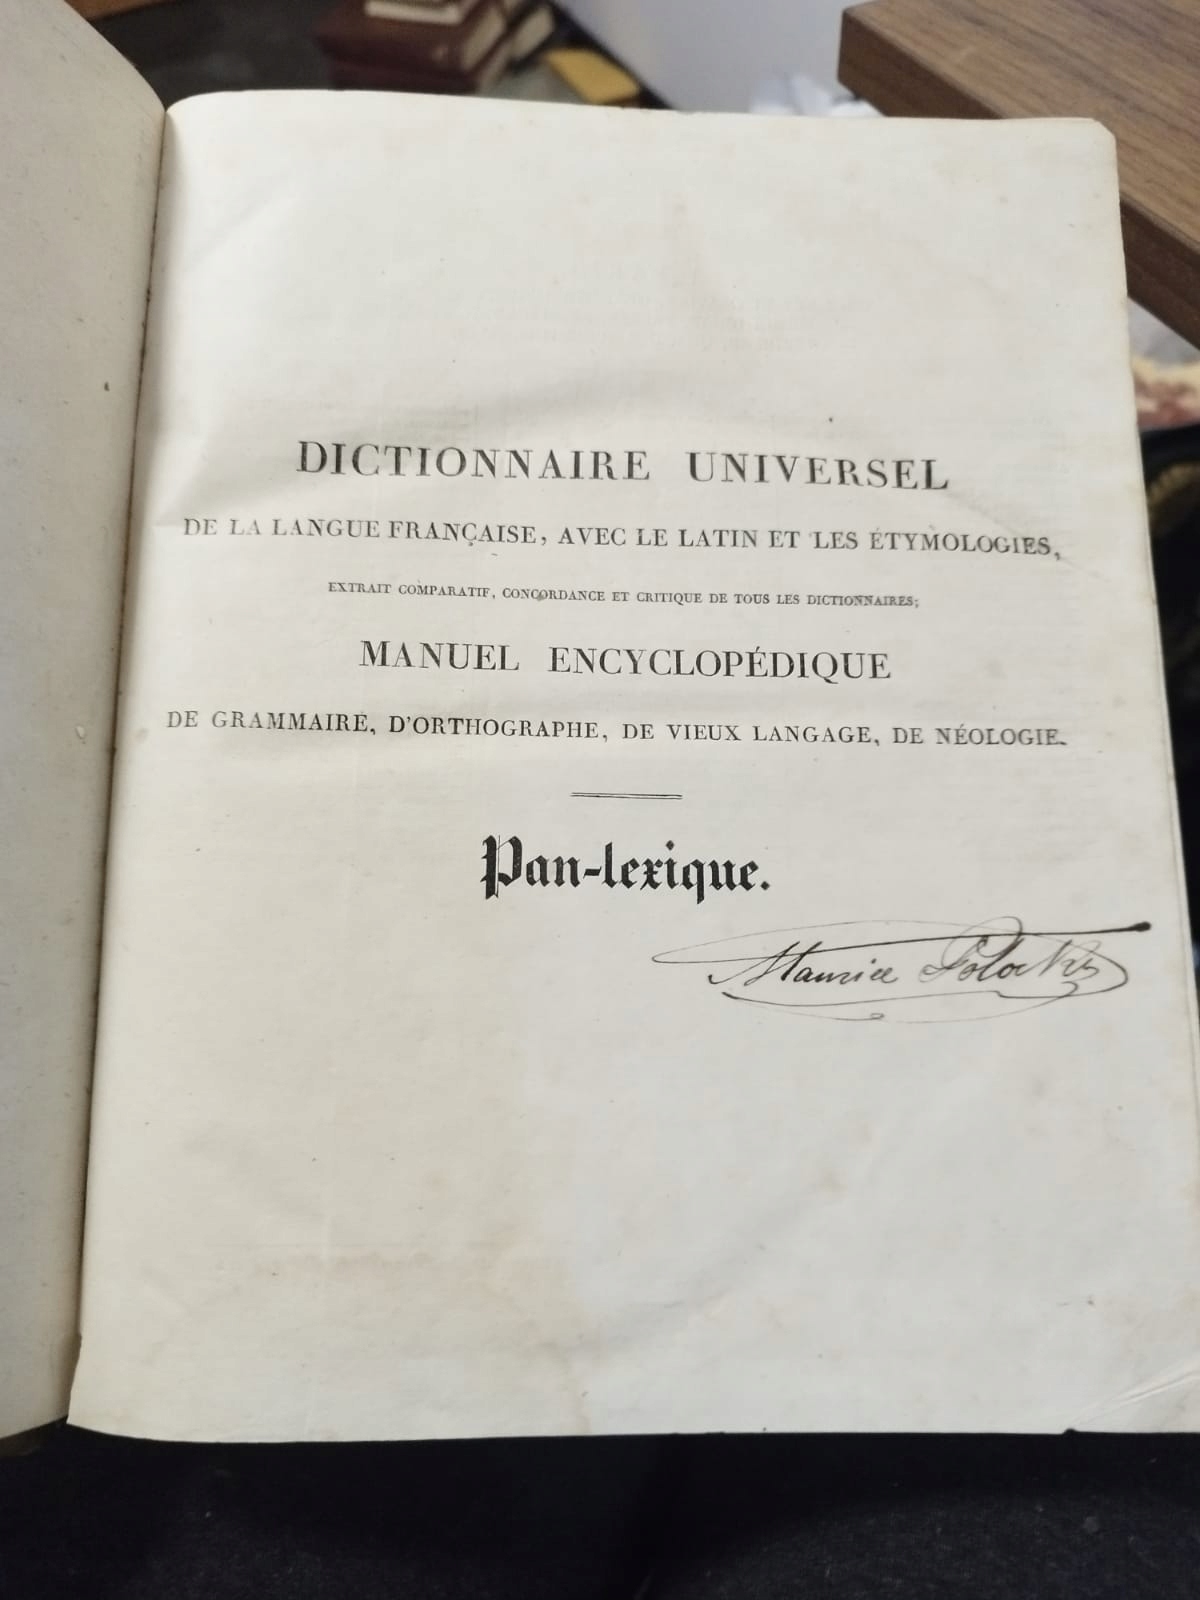 DICTIONNAIRE UNIVERSEL
DE LA LANGUE FRANÇAISE, AVEC LE LATIN ET LES ÉTYMOLOGIES,
EXTRAIT COMPARATIF, CONCORDANCE ET CRITIQUE DE TOUS LES DICTIONNAIRES;
MANUEL ENCYCLOPÉDIQUE
DE GRAMMAIRE, D'ORTHOGRAPHE, DE VIEUX LANGAGE, DE NÉOLOGIE.
Pan-lexique.
Maurice